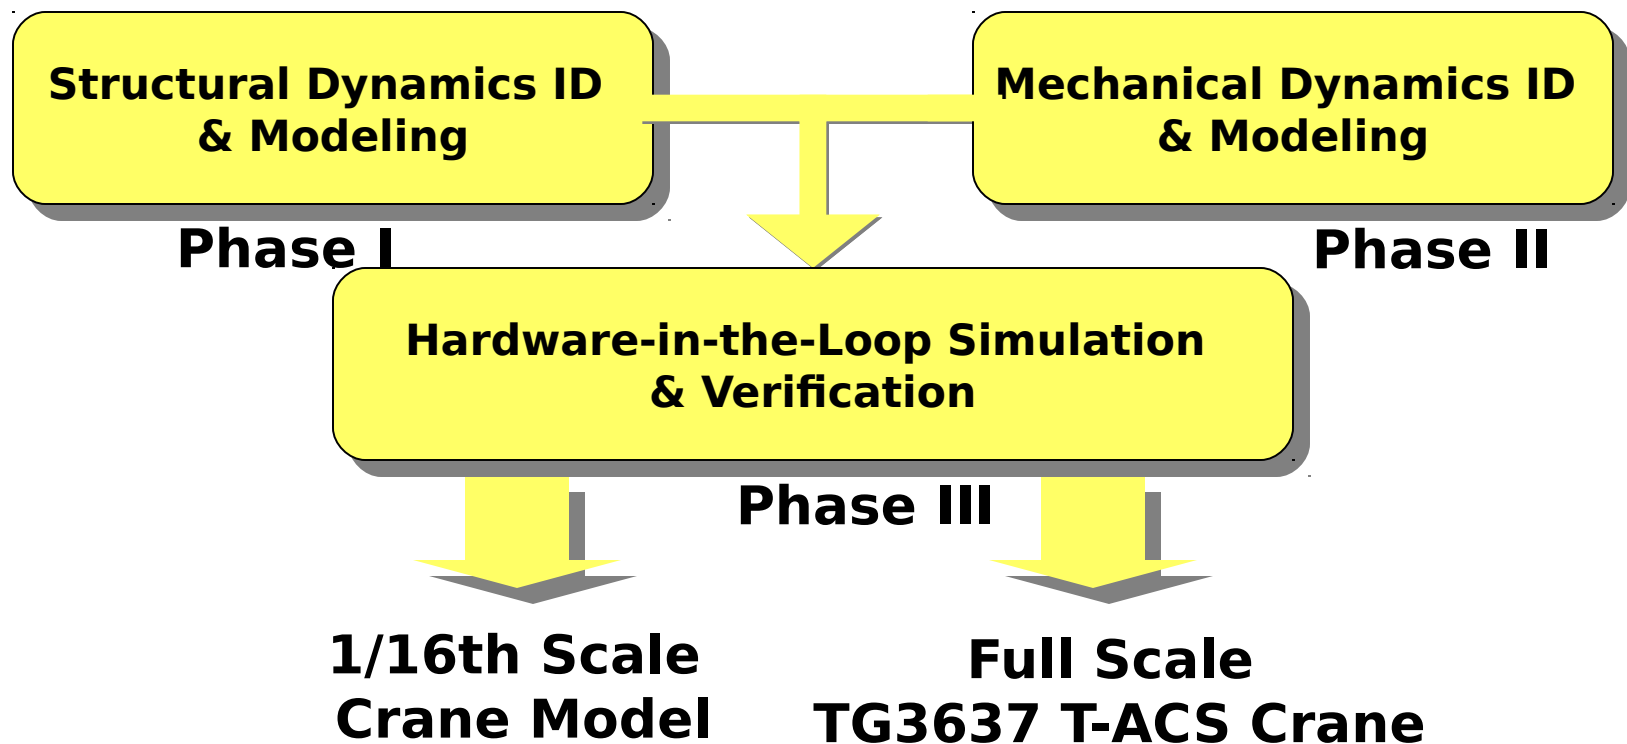 Structural Dynamics ID
& Modeling
Mechanical Dynamics ID
& Modeling
Phase I
Phase II
Hardware-in-the-Loop Simulation
& Verification
Phase III
1/16th Scale
Crane Model
Full Scale
TG3637 T-ACS Crane